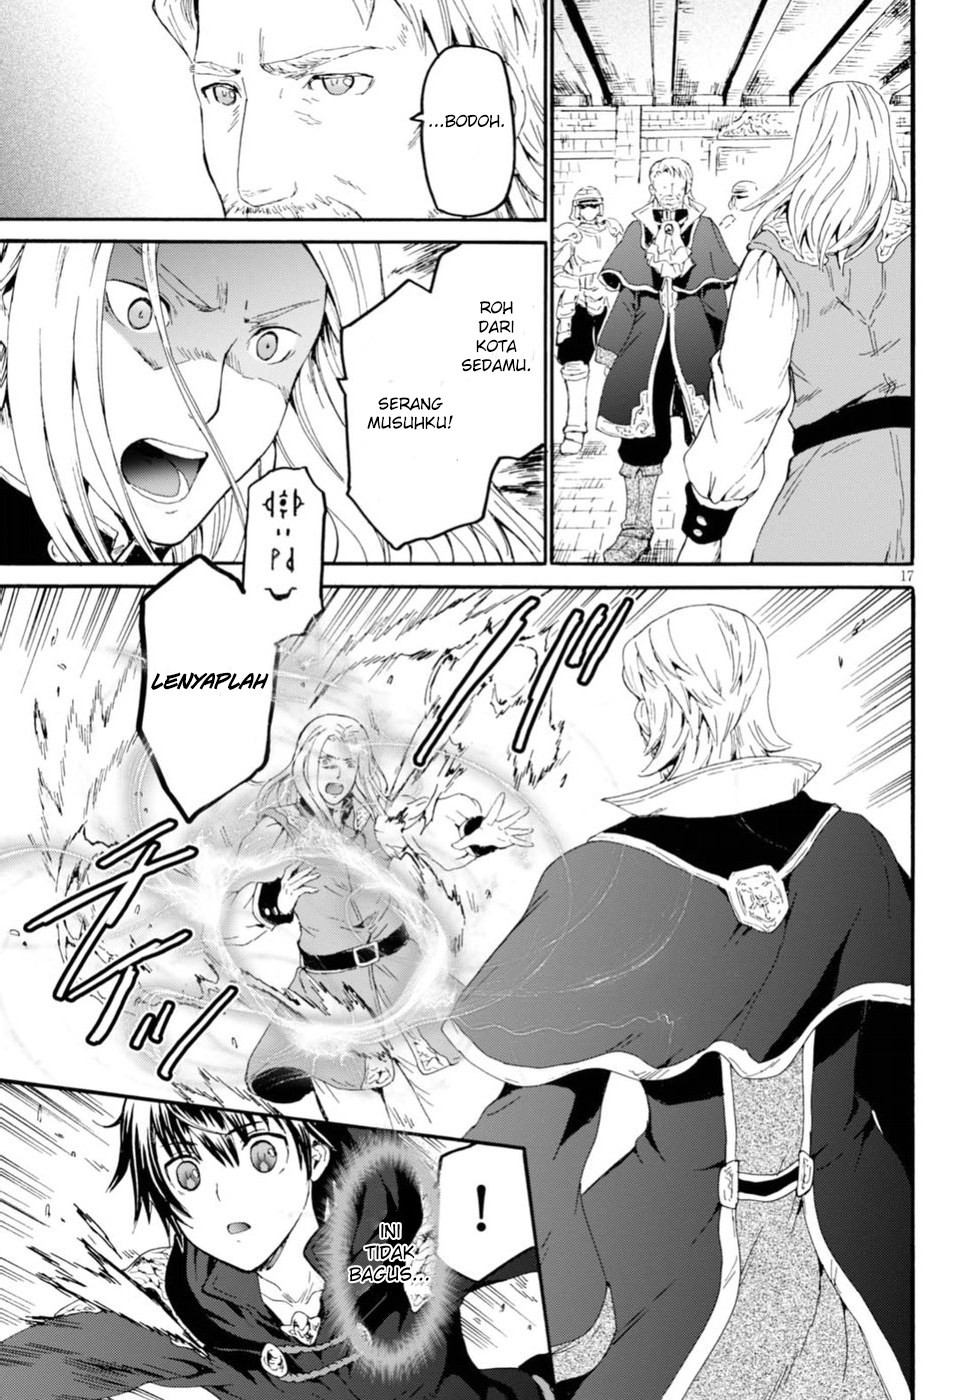 ...BODOH.
ROH
DARI
KOTA
SEDAMU.
SERANG
MUSUHKU!
17
LENYAPLAH
!
INI
TIDAK
BAGUS...